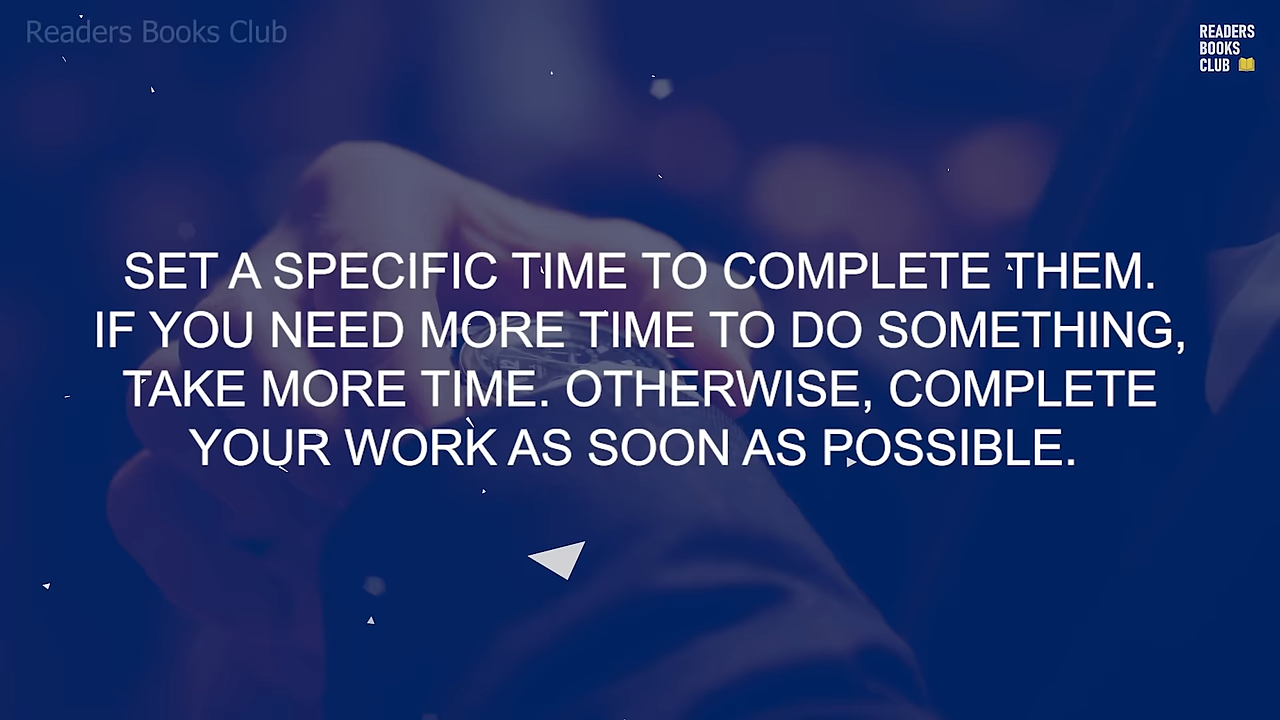 Readers Books Club
READERS
BOOKS
CLUB
SET A SPECIFIC TIME TO COMPLETE THEM.
IF YOU NEED MORE TIME TO DO SOMETHING,
TAKE MORE TIME. OTHERWISE, COMPLETE
YOUR WORK AS SOON AS POSSIBLE.